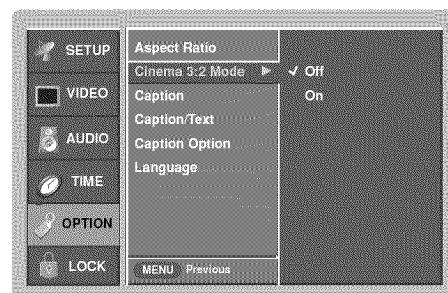 SETUP
VIDEO
AUDIO
TIME
OPTION
LOCK
Aspect Ratio
Cinema 3:2 Mode ►
Caption
Caption/Text
Caption Option
Language
MENU Previous
✓ Off
On